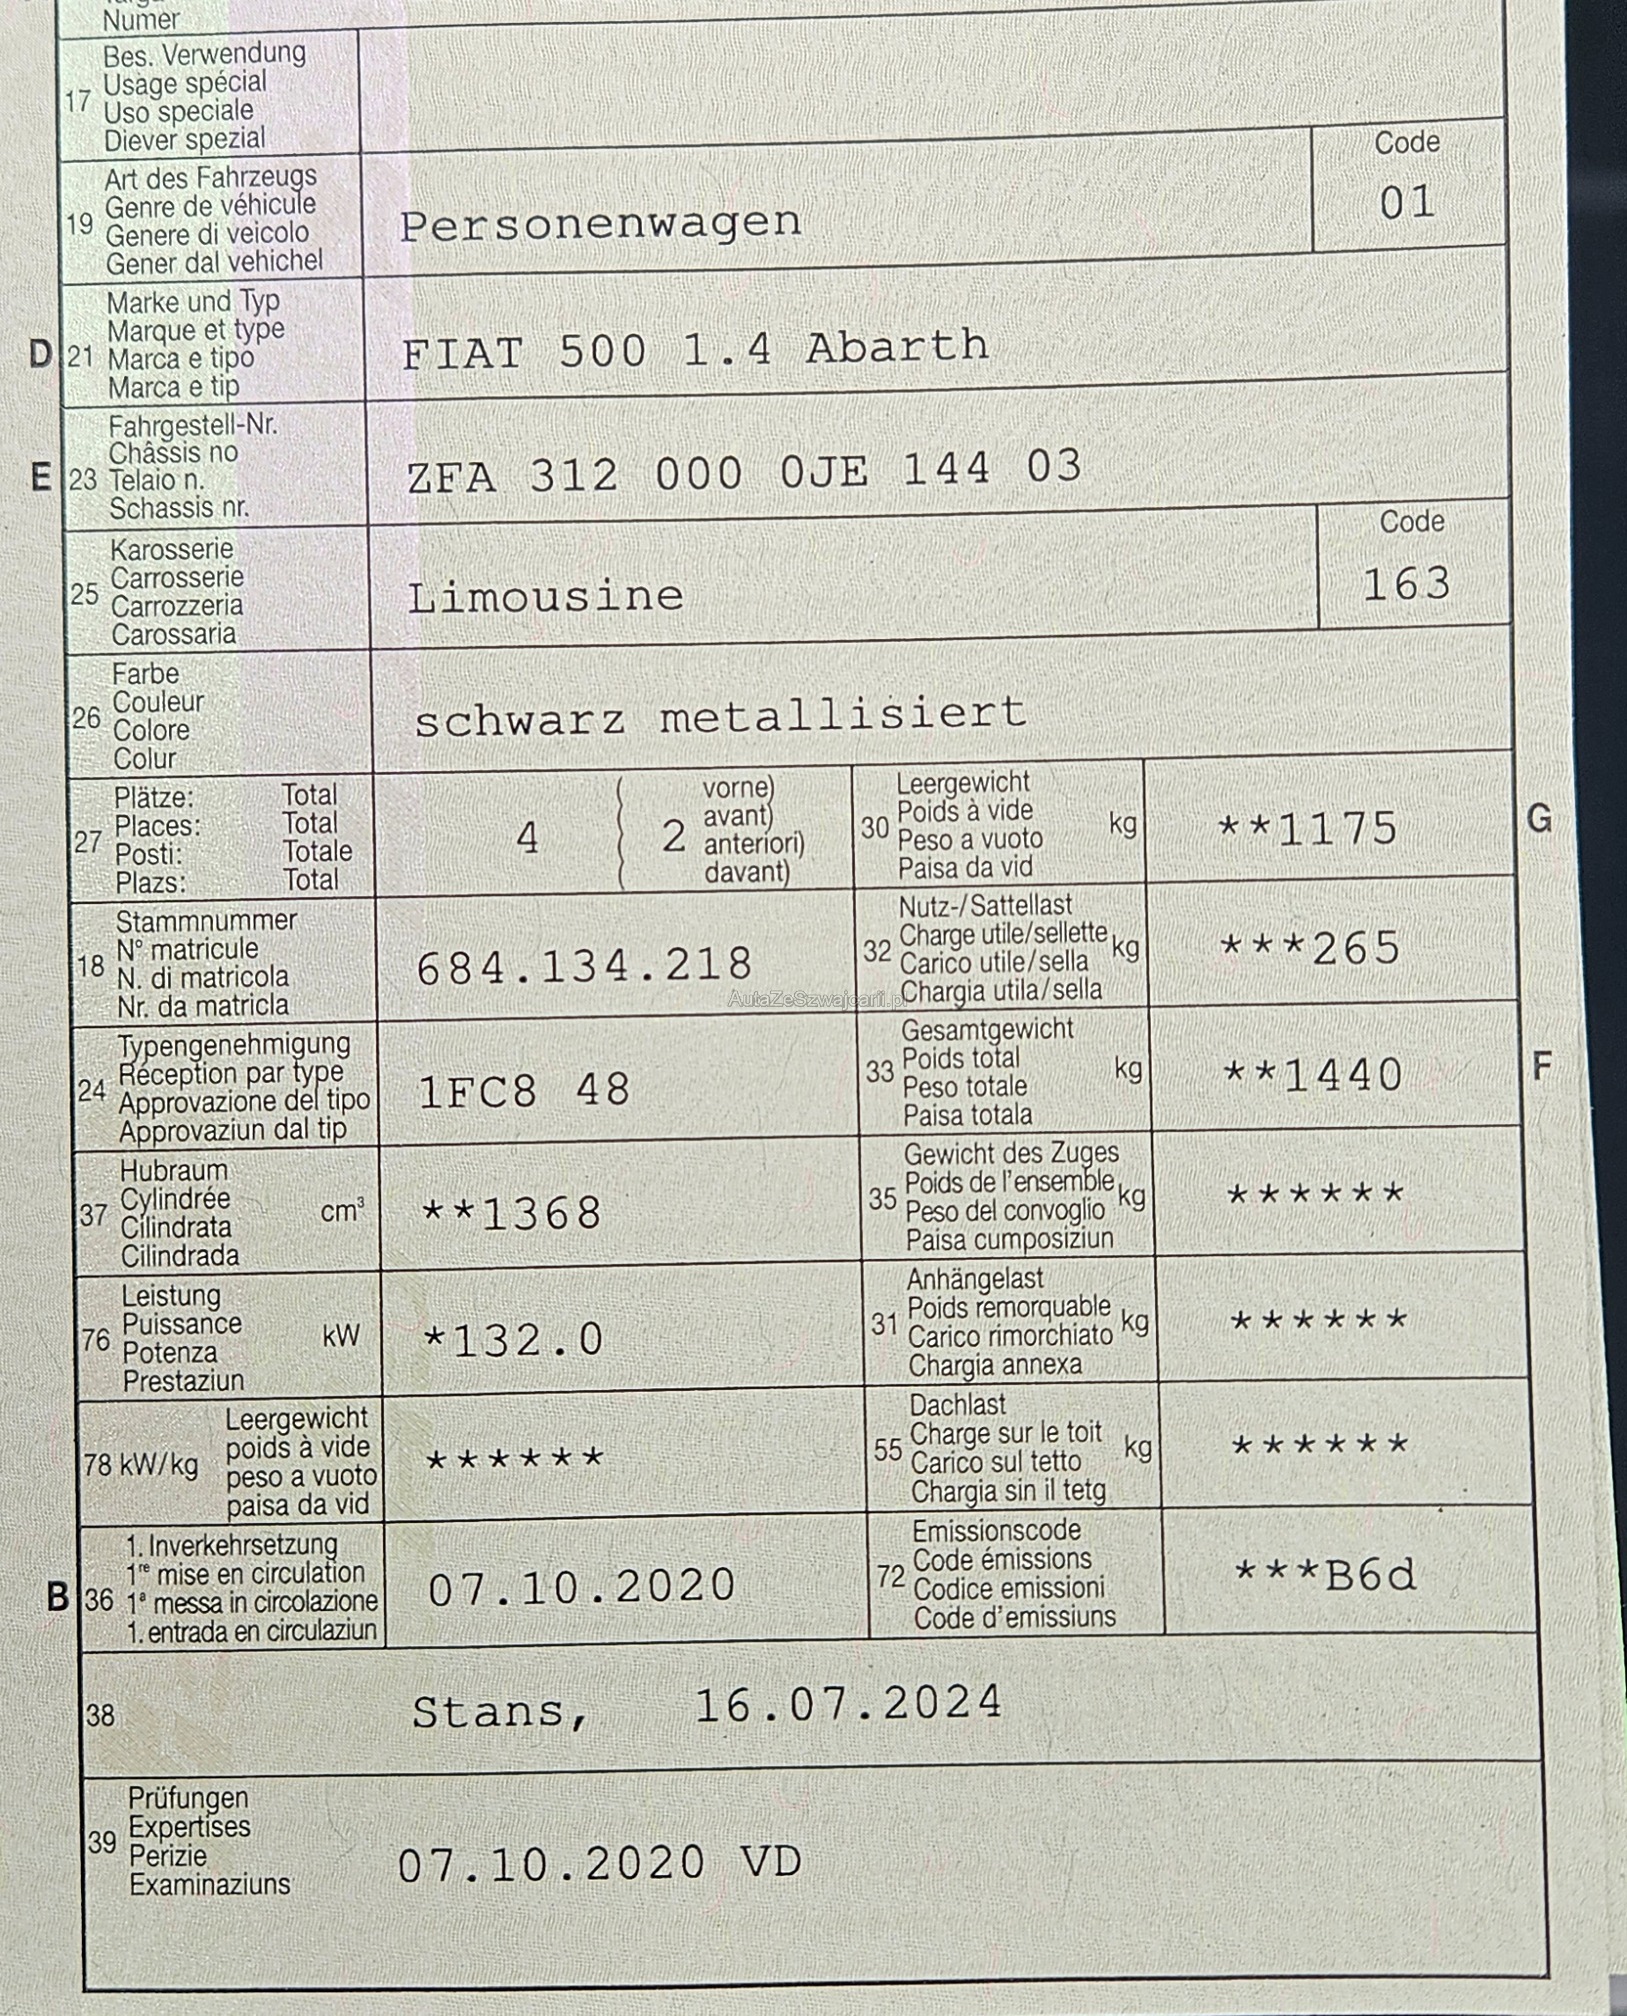 Numer
17 Bes. Verwendung
Usage spécial
Uso speciale
Diever spezial
19 Art des Fahrzeugs
Genre de véhicule
Genere di veicolo
Gener dal vehichel
Personenwagen
Code
01
D 21 Marke und Typ
Marque et type
Marca e tipo
Marca e tip
FIAT 500 1.4 Abarth
E 23 Fahrgestell-Nr.
Châssis no
Telaio n.
Schassis nr.
ZFA 312 000 0JE 144 03
25 Karosserie
Carrosserie
Carrozzeria
Carossaria
Limousine
Code
163
26 Farbe
Couleur
Colore
Colur
schwarz metallisiert
27 Plätze: Total
Places: Total
Posti: Totale
Plazs: Total
4 ( 2 vorne)
avant)
anteriori)
davant)
30 Leergewicht
Poids à vide
Peso a vuoto
Paisa da vid
kg **1175 G
18 Stammnummer
N° matricule
N. di matricola
Nr. da matricla
684.134.218
AutaZeSzwajcarii.pl
32 Nutz-/Sattellast
Charge utile/sellette
Carico utile/sella
Chargia utila/sella
kg ***265
24 Typengenehmigung
Réception par type
Approvazione del tipo
Approvaziun dal tip
1FC8 48
33 Gesamtgewicht
Poids total
Peso totale
Paisa totala
kg **1440 F
37 Hubraum
Cylindrée
Cilindrata
Cilindrada
cm³ **1368
35 Gewicht des Zuges
Poids de l'ensemble
Peso del convoglio
Paisa cumposiziun
kg ******
76 Leistung
Puissance
Potenza
Prestaziun
kW *132.0
31 Anhängelast
Poids remorquable
Carico rimorchiato
Chargia annexa
kg ******
78 kW/kg Leergewicht
poids à vide
peso a vuoto
paisa da vid
******
55 Dachlast
Charge sur le toit
Carico sul tetto
Chargia sin il tetg
kg ******
B 36 1. Inverkehrsetzung
1re mise en circulation
1a messa in circolazione
1. entrada en circulaziun
07.10.2020
72 Emissionscode
Code émissions
Codice emissioni
Code d'emissiuns
***B6d
38 Stans, 16.07.2024
39 Prüfungen
Expertises
Perizie
Examinaziuns
07.10.2020 VD